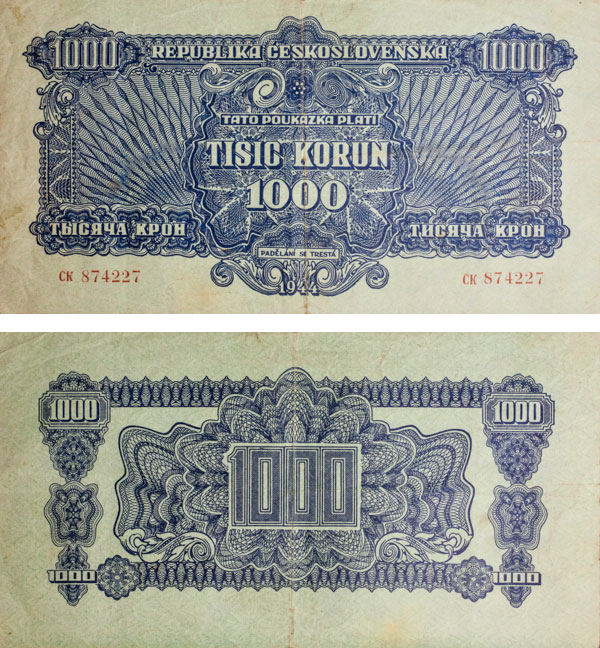 1000 REPUBLIKA ČESKOSLOVENSKÁ 1000
TATO POUKÁZKA PLATÍ
TISÍC KORUN
1000
ТЫСЯЧА КРОН ТИСЯЧА КРОН
PADĚLÁNÍ SE TRESTÁ
СК 874227 1944 СК 874227
1000 1000
1000
1000 1000